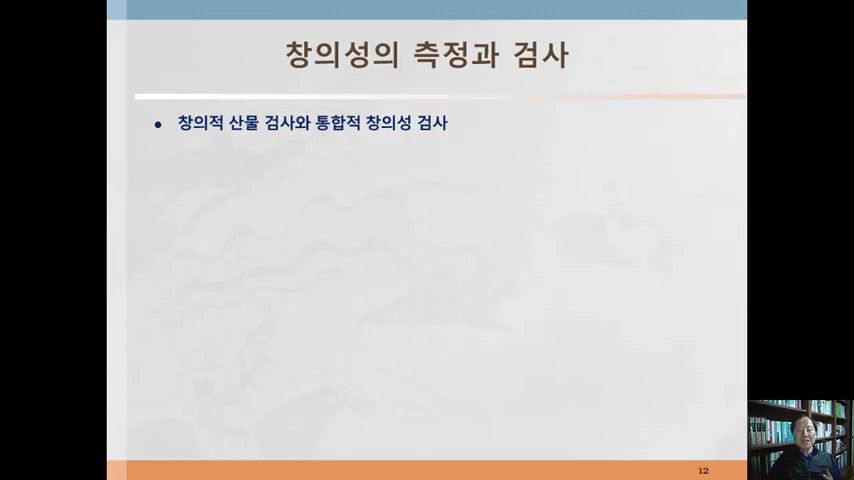 창의성의 측정과 검사
● 창의적 산물 검사와 통합적 창의성 검사
12